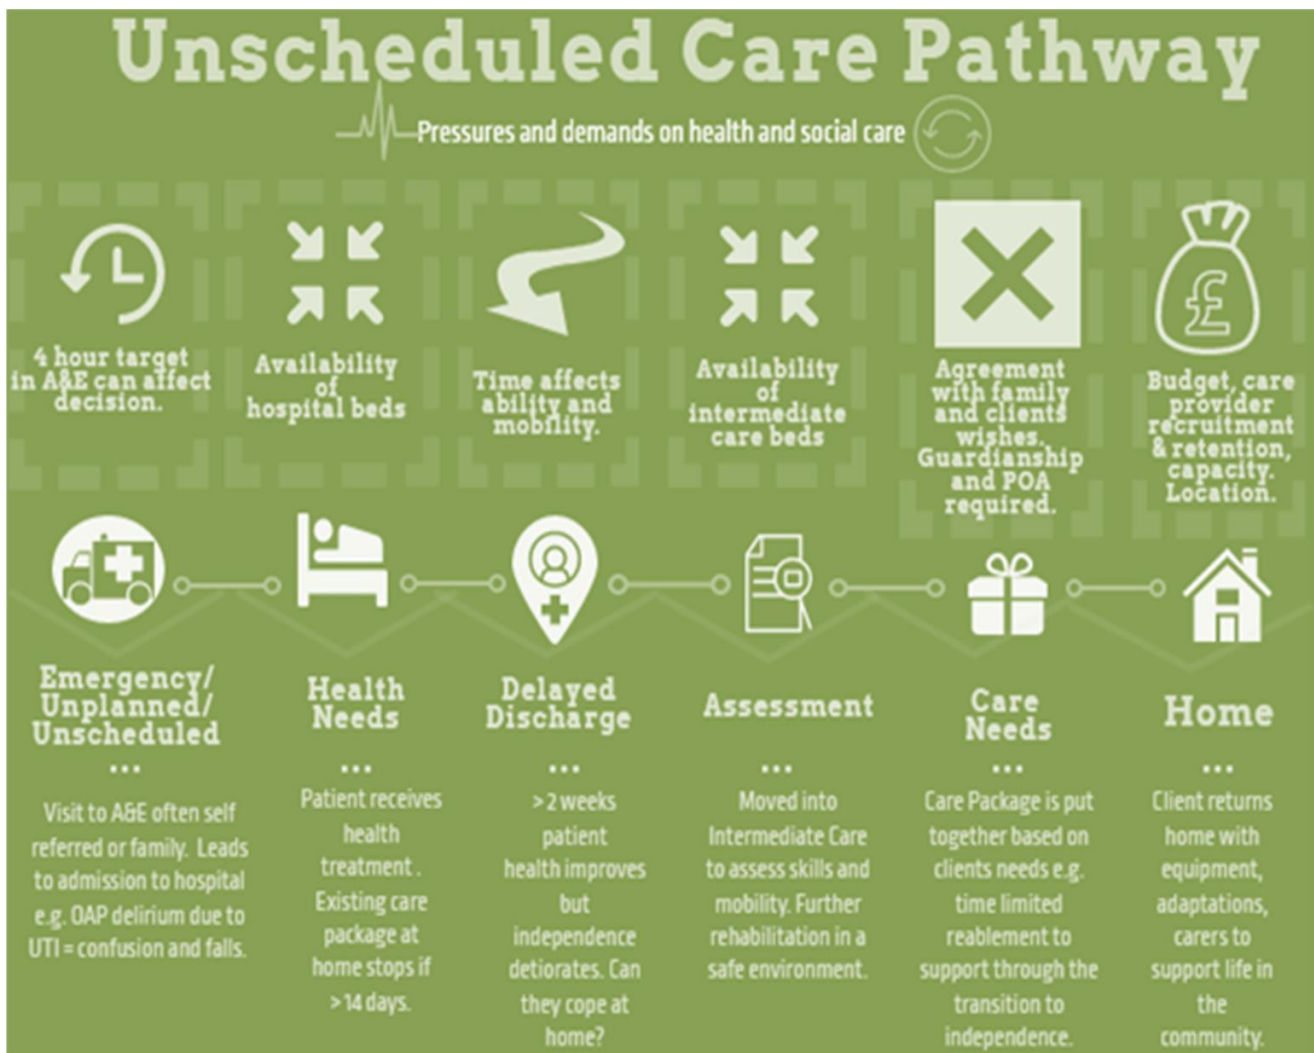 Unscheduled Care Pathway
Pressures and demands on health and social care
4 hour target
in A&E can affect
decision.
Availability
of
hospital beds
Time affects
ability and
mobility.
Availability
of
intermediate
care beds
Agreement
with family
and clients
wishes.
Guardianship
and POA
required.
£
Budget, care
provider
recruitment
& retention,
capacity.
Location.
Emergency/
Unplanned/
Unscheduled
...
Visit to A&E often self
referred or family. Leads
to admission to hospital
e.g. OAP delirium due to
UTI = confusion and falls.
Health
Needs
...
Patient receives
health
treatment .
Existing care
package at
home stops if
> 14 days.
Delayed
Discharge
...
> 2 weeks
patient
health improves
but
independence
detiorates. Can
they cope at
home?
Assessment
...
Moved into
Intermediate Care
to assess skills and
mobility. Further
rehabilitation in a
safe environment.
Care
Needs
...
Care Package is put
together based on
clients needs e.g.
time limited
reablement to
support through the
transition to
independence.
Home
...
Client returns
home with
equipment,
adaptations,
carers to
support life in
the
community.